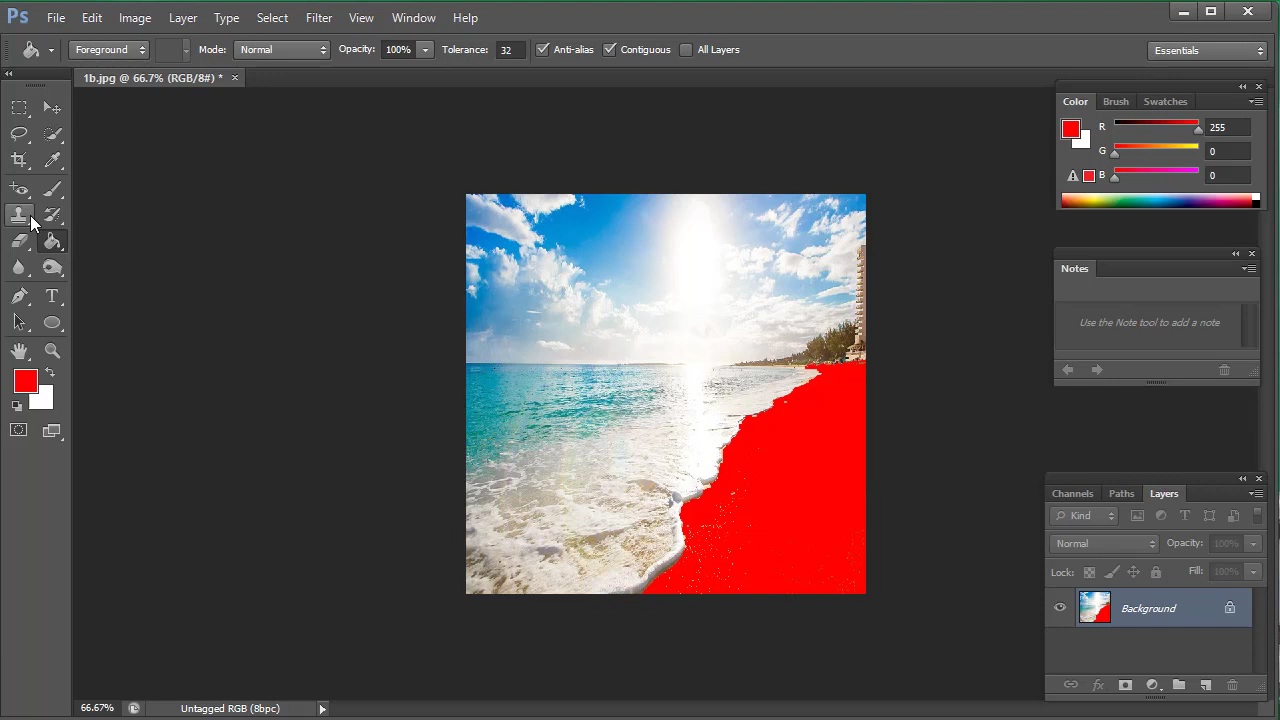 Ps File Edit Image Layer Type Select Filter View Window Help
Foreground Mode: Normal Opacity: 100% Tolerance: 32 Anti-alias Contiguous All Layers Essentials
1b.jpg @ 66.7% (RGB/8#) * ×
Color Brush Swatches
R 255
G 0
B 0
T
Notes
Use the Note tool to add a note
Channels Paths Layers
Kind T
Normal Opacity: 100%
Lock: Fill: 100%
Background
fx
66.67% Untagged RGB (8bpc)